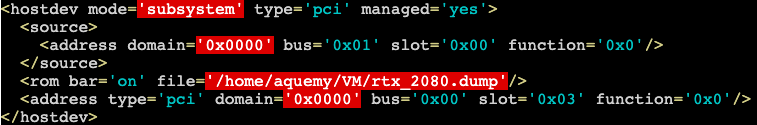 <hostdev mode='subsystem' type='pci' managed='yes'>
  <source>
    <address domain='0x0000' bus='0x01' slot='0x00' function='0x0'/>
  </source>
  <rom bar='on' file='/home/aquemy/VM/rtx_2080.dump'/>
  <address type='pci' domain='0x0000' bus='0x00' slot='0x03' function='0x0'/>
</hostdev>